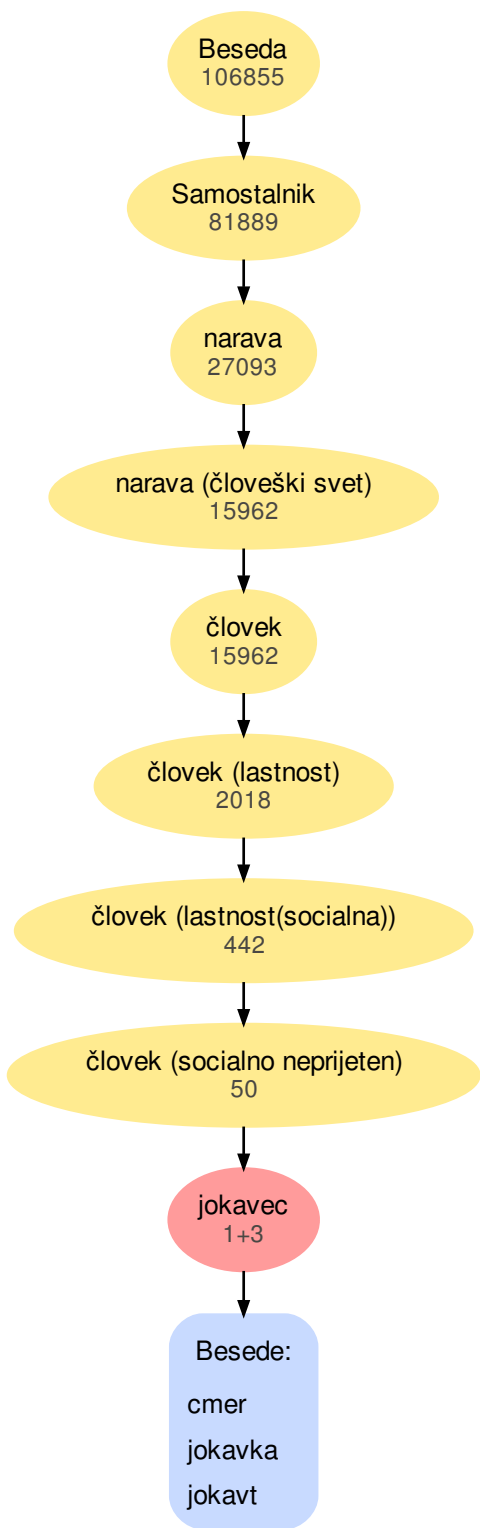 Beseda
106855
Samostalnik
81889
narava
27093
narava (človeški svet)
15962
človek
15962
človek (lastnost)
2018
človek (lastnost(socialna))
442
človek (socialno neprijeten)
50
jokavec
1+3
Besede:
cmer
jokavka
jokavt